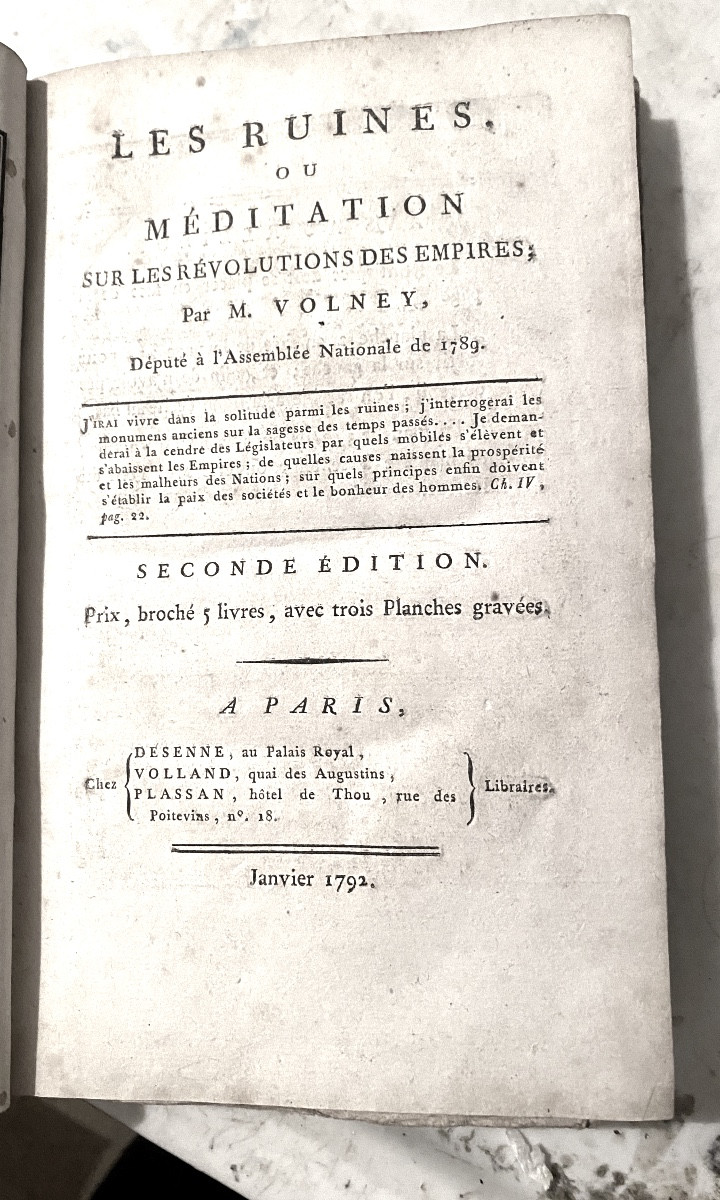 LES RUINES,
OU
MÉDITATION
SUR LES RÉVOLUTIONS DES EMPIRES;
Par M. VOLNEY,
Député à l'Assemblée Nationale de 1789.
J'IRAI vivre dans la solitude parmi les ruines ; j'interrogerai les
monumens anciens sur la sagesse des temps passés.... Je deman-
derai à la cendre des Législateurs par quels mobiles s'élèvent et
s'abaissent les Empires ; de quelles causes naissent la prospérité
et les malheurs des Nations ; sur quels principes enfin doivent
s'établir la paix des sociétés et le bonheur des hommes. Ch. IV,
pag. 22.
SECONDE ÉDITION.
Prix, broché 5 livres, avec trois Planches gravées.
A PARIS,
Chez { DESENNE, au Palais Royal,
VOLLAND, quai des Augustins,
PLASSAN, hôtel de Thou, rue des
Poitevins, nº. 18. } Libraires.
Janvier 1792.